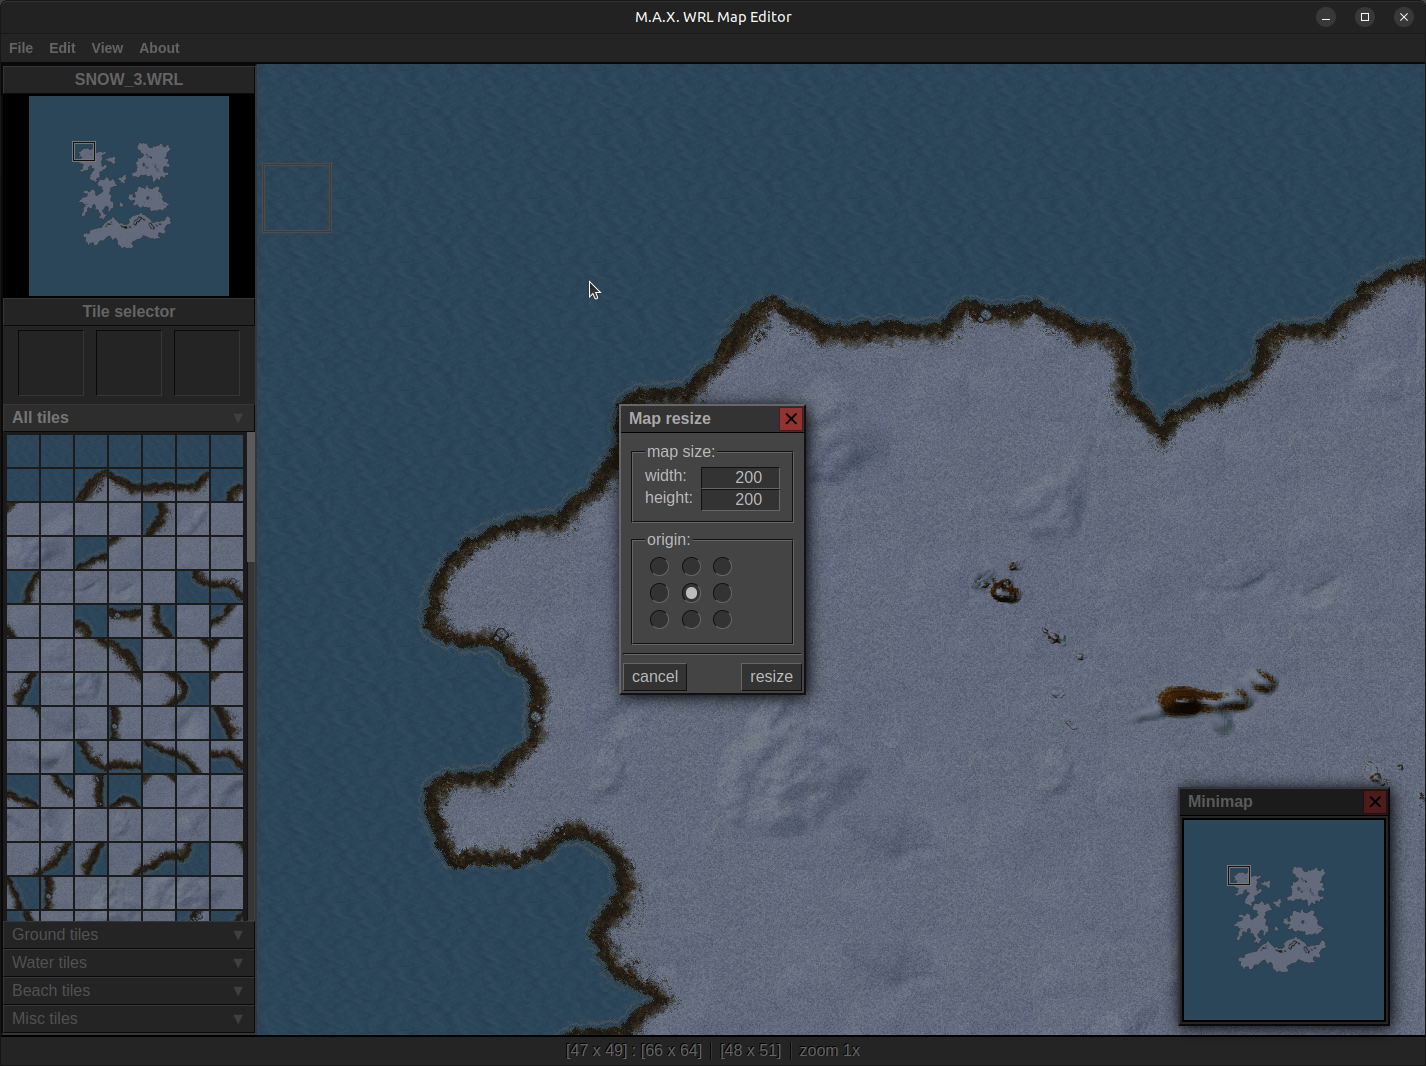 M.A.X. WRL Map Editor
File Edit View About
SNOW_3.WRL
Tile selector
All tiles
Ground tiles
Water tiles
Beach tiles
Misc tiles
Map resize
map size:
width: 200
height: 200
origin:
cancel resize
Minimap
[47 x 49] : [66 x 64] [48 x 51] zoom 1x